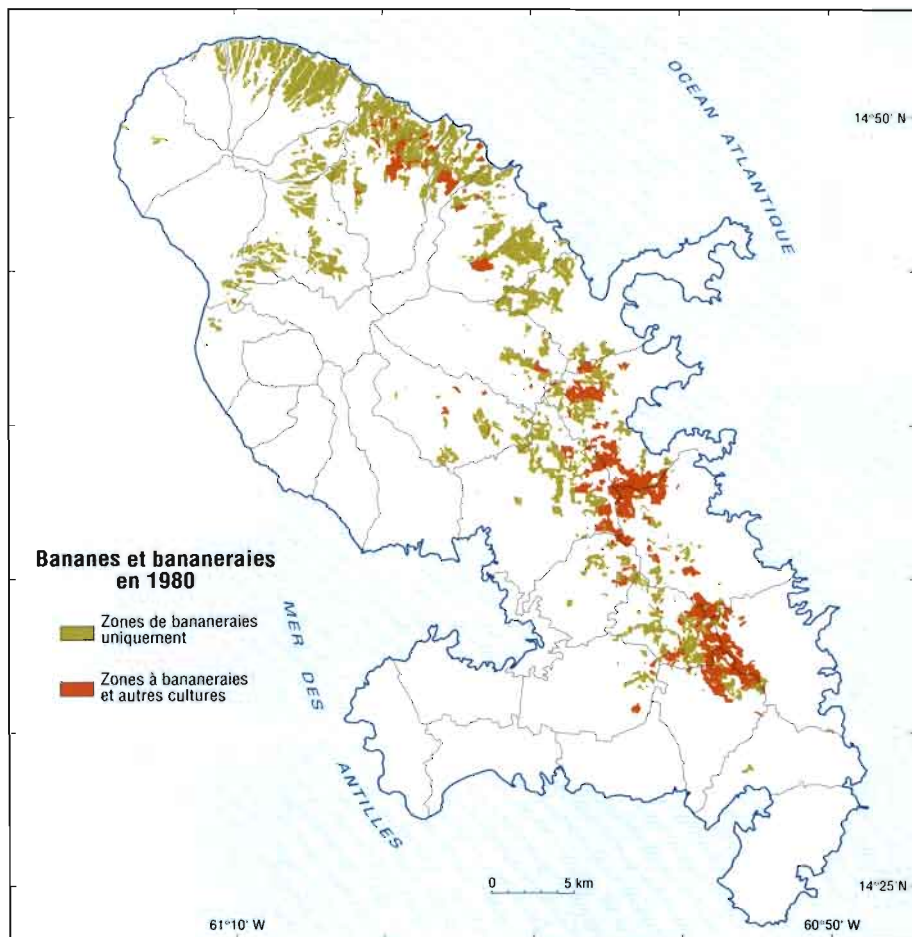 OCEAN ATLANTIQUE
14°50' N
Bananes et bananeraies
en 1980
Zones de bananeraies
uniquement
Zones à bananeraies
et autres cultures
MER DES ANTILLES
0 5 km
14°25' N
61°10' W
60°50' W